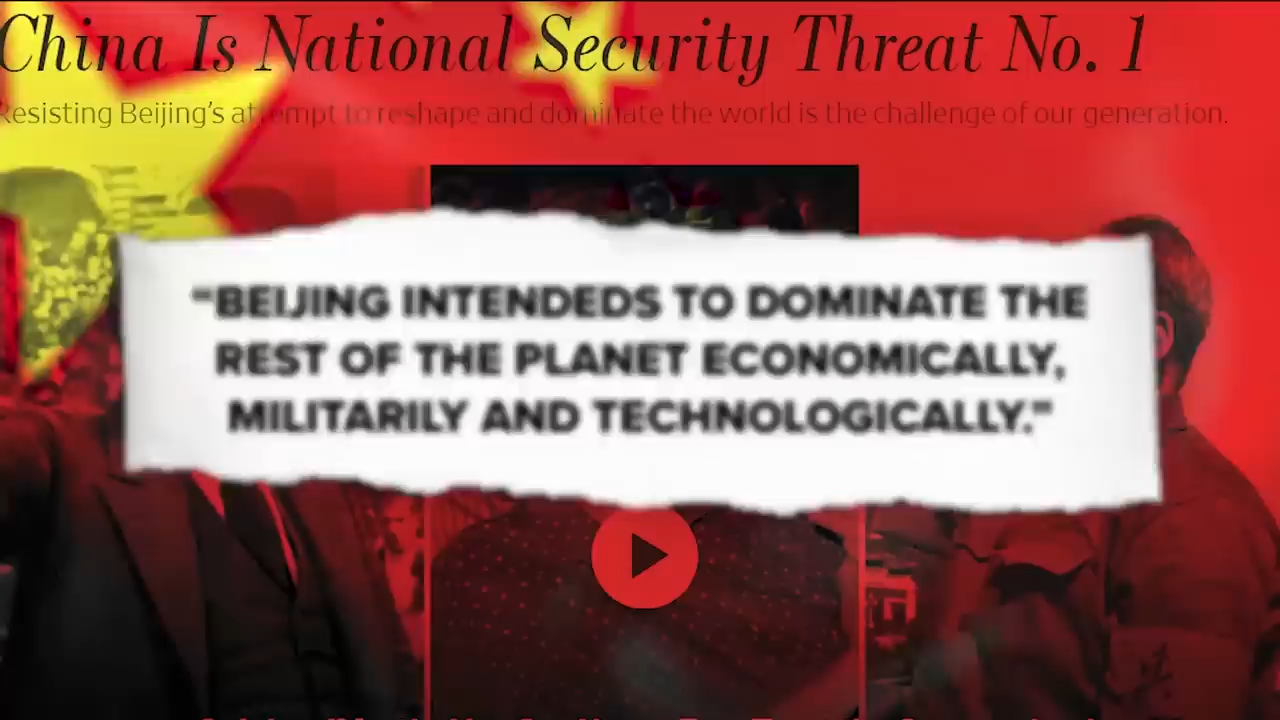 China Is National Security Threat No. 1
Resisting Beijing’s attempt to reshape and dominate the world is the challenge of our generation.
“BEIJING INTENDEDS TO DOMINATE THE
REST OF THE PLANET ECONOMICALLY,
MILITARILY AND TECHNOLOGICALLY.”